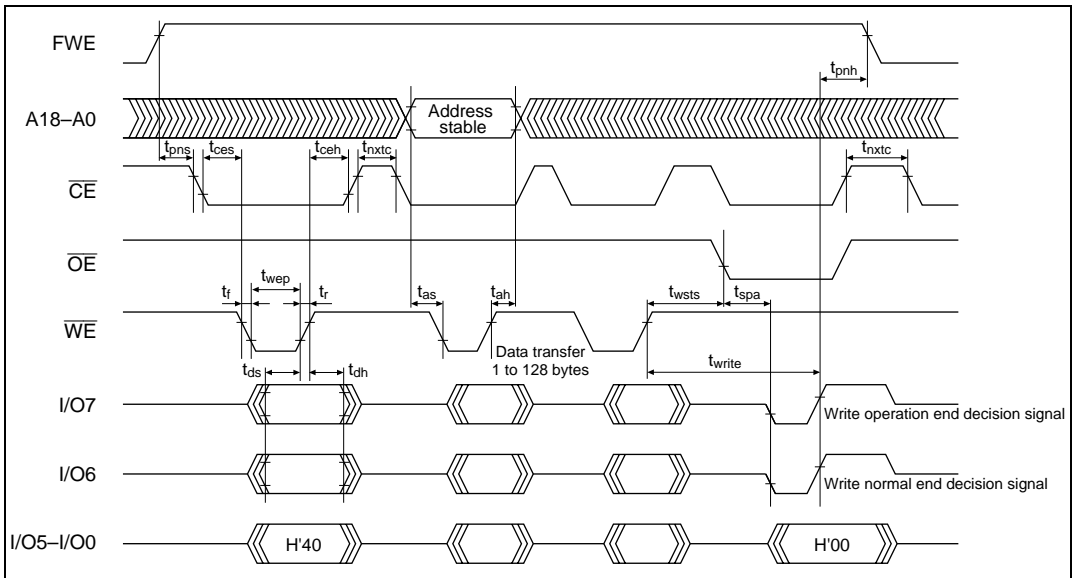 FWE
tpnh
A18–A0
Address
stable
tpns
tces
tceh
tnxtc
tnxtc
CE
OE
tf
twep
tr
tas
tah
twsts
tspa
WE
Data transfer
1 to 128 bytes
twrite
tds
tdh
I/O7
Write operation end decision signal
I/O6
Write normal end decision signal
I/O5–I/O0
H'40
H'00